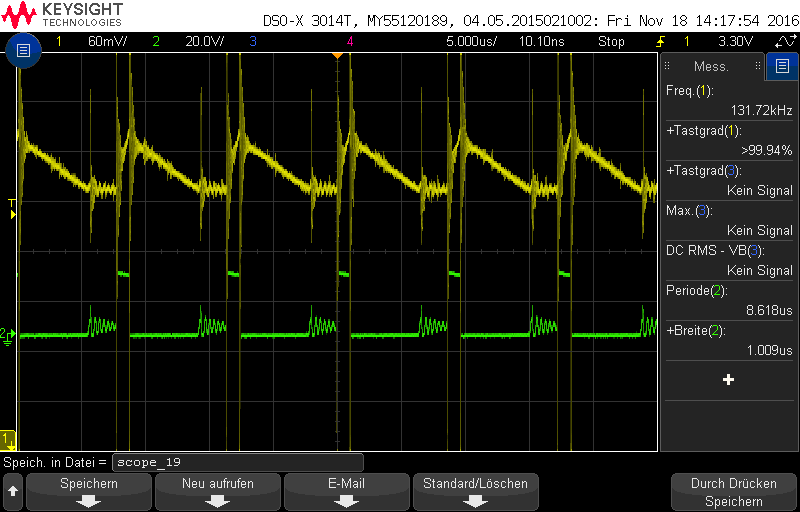 KEYSIGHT
TECHNOLOGIES
DSO-X 3014T, MY55120189, 04.05.2015021002: Fri Nov 18 14:17:54 2016
1 60mV/ 2 20.0V/ 3 4 5.000us/ 10.10ns Stop 1 3.30V
Mess.
Freq.(1):
131.72kHz
+Tastgrad(1):
>99.94%
+Tastgrad(3):
Kein Signal
Max.(3):
Kein Signal
DC RMS - VB(3):
Kein Signal
Periode(2):
8.618us
+Breite(2):
1.009us
T
2
1
Speich. in Datei = scope_19
Speichern Neu aufrufen E-Mail Standard/Löschen Durch Drücken
Speichern